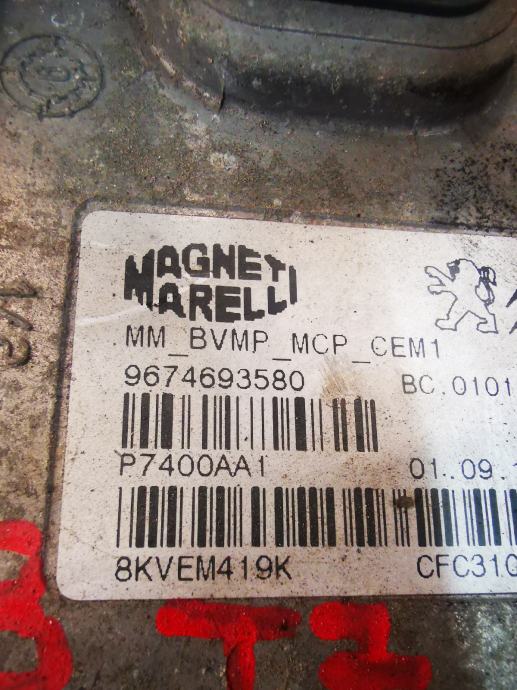 MAGNETI
MARELLI
MM_BVMP_MCP_CEM1
9674693580 BC.0101
P7400AA1 01.09.
8KVEM419K CFC31